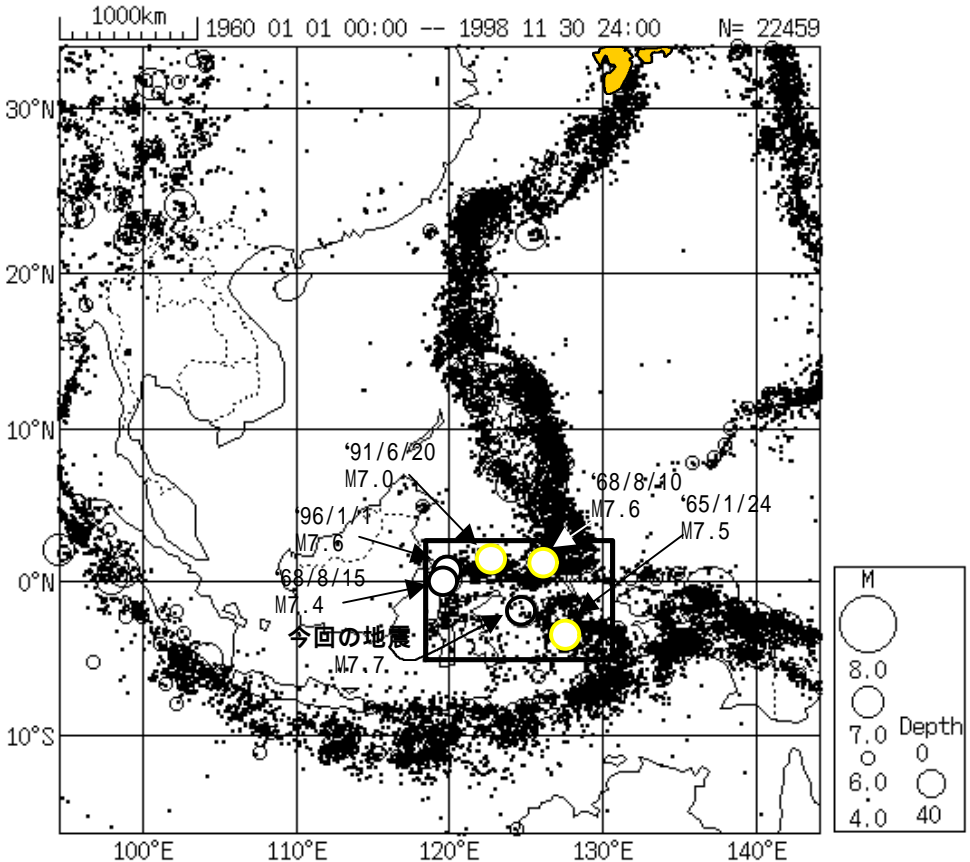 1000km
1960 01 01 00:00 -- 1998 11 30 24:00 N= 22459
30°N
20°N
10°N
0°N
10°S
100°E 110°E 120°E 130°E 140°E
‘91/6/20
M7.0
‘68/8/10
M7.6
‘65/1/24
M7.5
‘96/1/1
M7.6
‘68/8/15
M7.4
今回の地震
M7.7
M
8.0
7.0
6.0
4.0
Depth
0
40